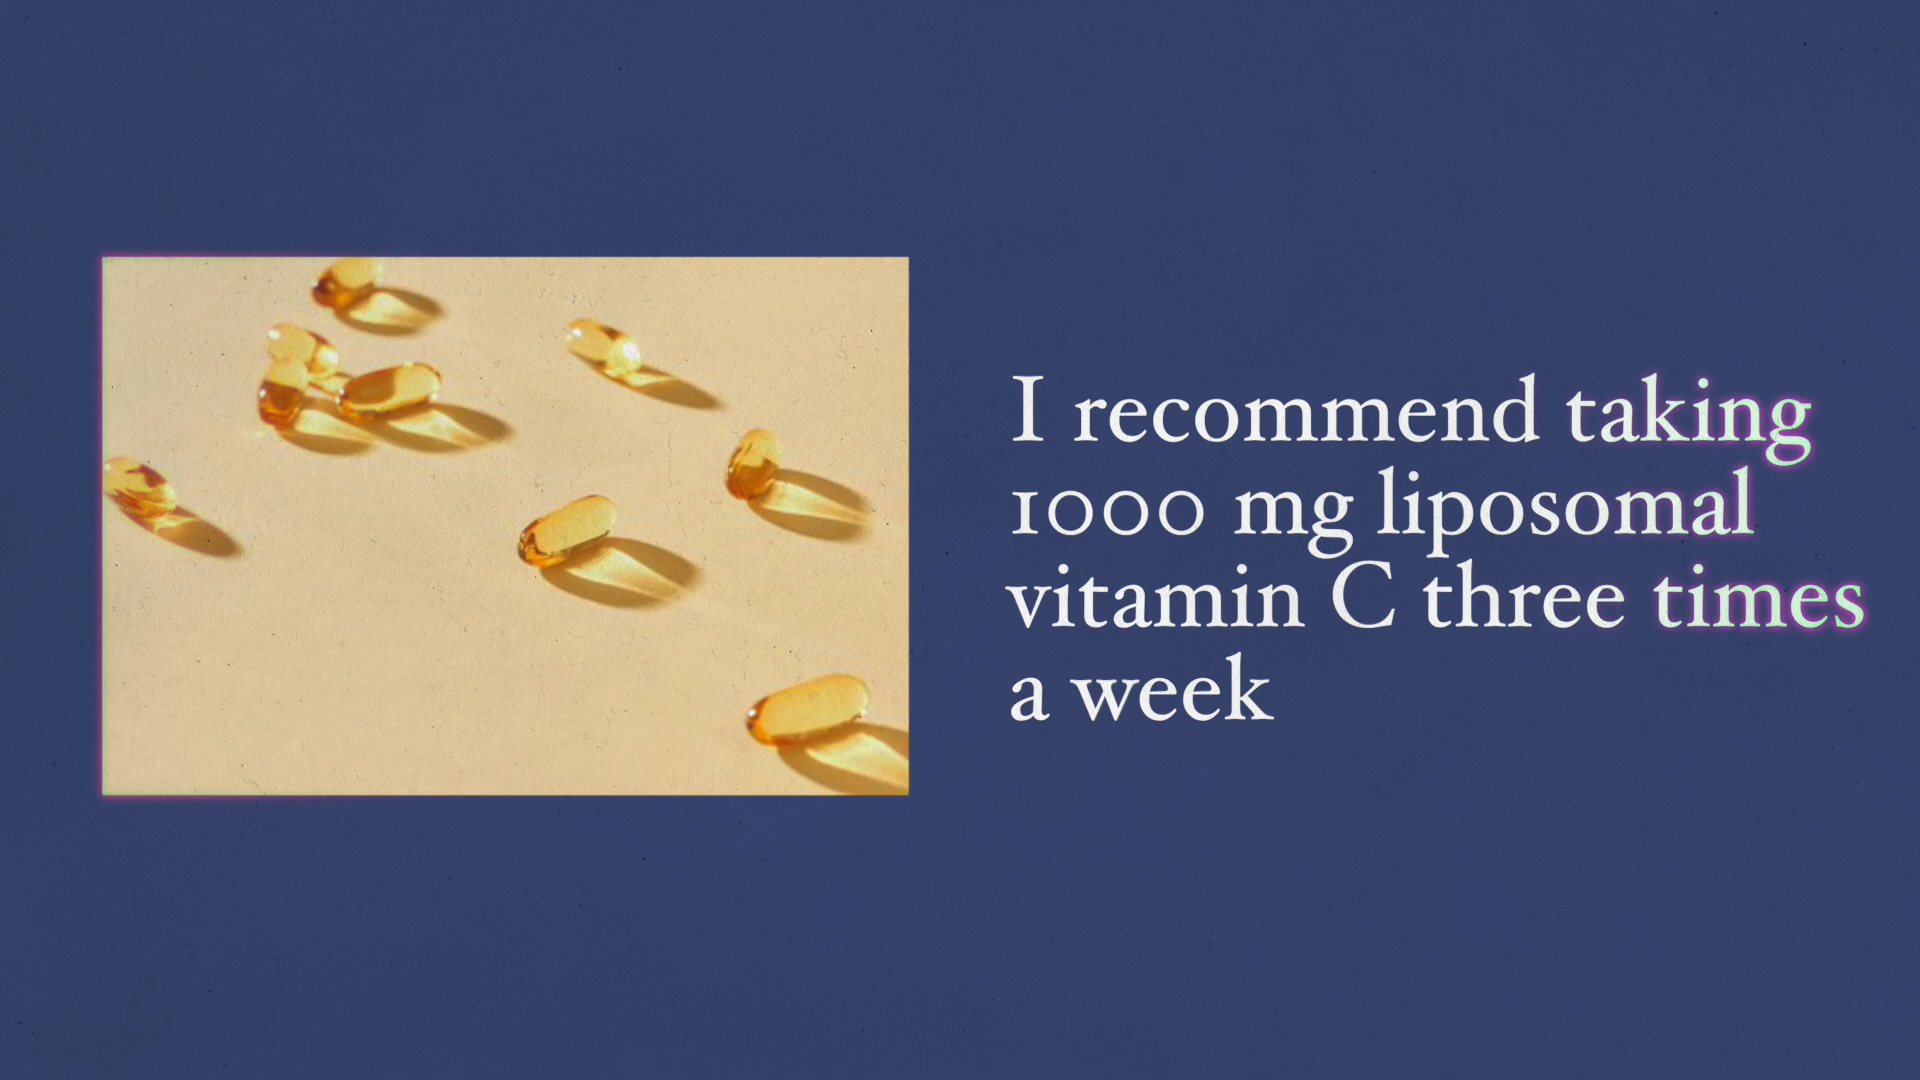 I recommend taking
1000 mg liposomal
vitamin C three times
a week